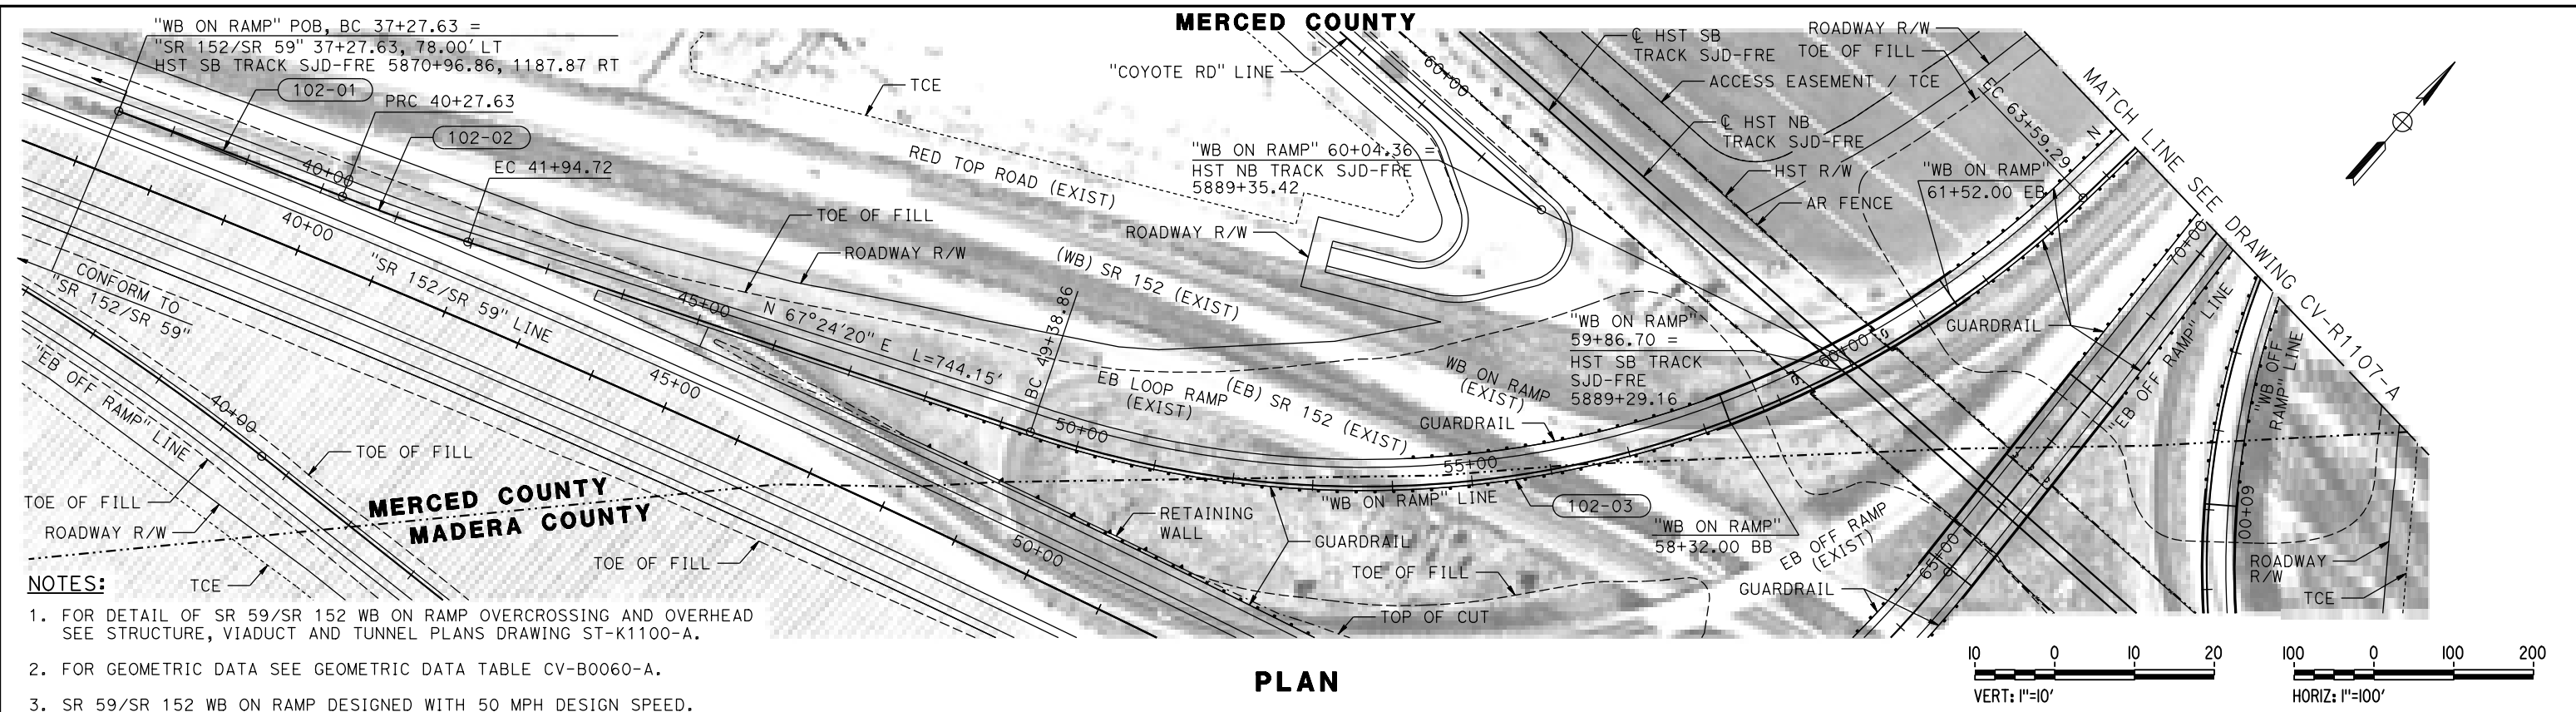 MERCED COUNTY
"WB ON RAMP" POB, BC 37+27.63 =
"SR 152/SR 59" 37+27.63, 78.00' LT
HST SB TRACK SJD-FRE 5870+96.86, 1187.87 RT
102-01
PRC 40+27.63
102-02
EC 41+94.72
40+00
40+00
"SR 152/SR 59" LINE
CONFORM TO
"SR 152/SR 59"
"EB OFF RAMP" LINE
40+00
TOE OF FILL
TOE OF FILL
ROADWAY R/W
TCE
MERCED COUNTY
MADERA COUNTY
TOE OF FILL
TCE
RED TOP ROAD (EXIST)
TOE OF FILL
ROADWAY R/W
45+00
N 67°24'20" E L=744.15'
45+00
BC 49+38.86
50+00
EB LOOP RAMP
(EXIST)
(WB) SR 152 (EXIST)
(EB) SR 152 (EXIST)
"COYOTE RD" LINE
60+00
"WB ON RAMP" 60+04.36 =
HST NB TRACK SJD-FRE
5889+35.42
ROADWAY R/W
℄ HST SB
TRACK SJD-FRE
ROADWAY R/W
TOE OF FILL
ACCESS EASEMENT / TCE
℄ HST NB
TRACK SJD-FRE
HST R/W
AR FENCE
EC 63+59.29
N
"WB ON RAMP"
61+52.00 EB
MATCH LINE SEE DRAWING CV-R1107-A
"WB ON RAMP"
59+86.70 =
HST SB TRACK
SJD-FRE
5889+29.16
WB ON RAMP
(EXIST)
GUARDRAIL
60+00
GUARDRAIL
70+00
"EB OFF RAMP" LINE
"WB OFF
RAMP" LINE
55+00
"WB ON RAMP" LINE
102-03
"WB ON RAMP"
58+32.00 BB
RETAINING
WALL
GUARDRAIL
50+00
TOE OF FILL
TOP OF CUT
EB OFF RAMP
(EXIST)
GUARDRAIL
65+00
60+00
ROADWAY
R/W
TCE
NOTES:
1. FOR DETAIL OF SR 59/SR 152 WB ON RAMP OVERCROSSING AND OVERHEAD
SEE STRUCTURE, VIADUCT AND TUNNEL PLANS DRAWING ST-K1100-A.
2. FOR GEOMETRIC DATA SEE GEOMETRIC DATA TABLE CV-B0060-A.
3. SR 59/SR 152 WB ON RAMP DESIGNED WITH 50 MPH DESIGN SPEED.
PLAN
10 0 10 20
VERT: 1"=10'
100 0 100 200
HORIZ: 1"=100'